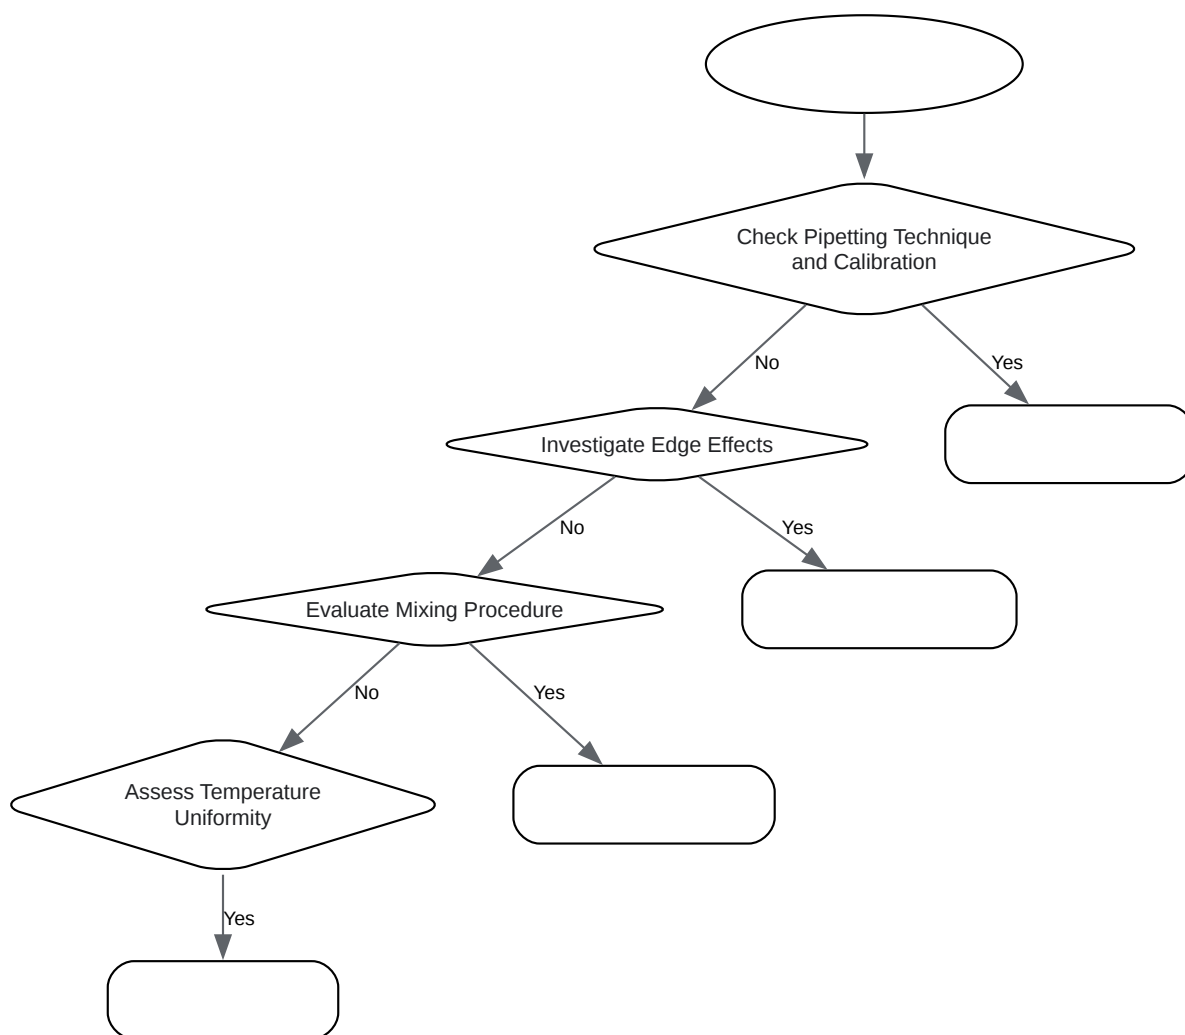 Check Pipetting Technique
and Calibration
No
Yes
Investigate Edge Effects
No
Yes
Evaluate Mixing Procedure
No
Yes
Assess Temperature
Uniformity
Yes